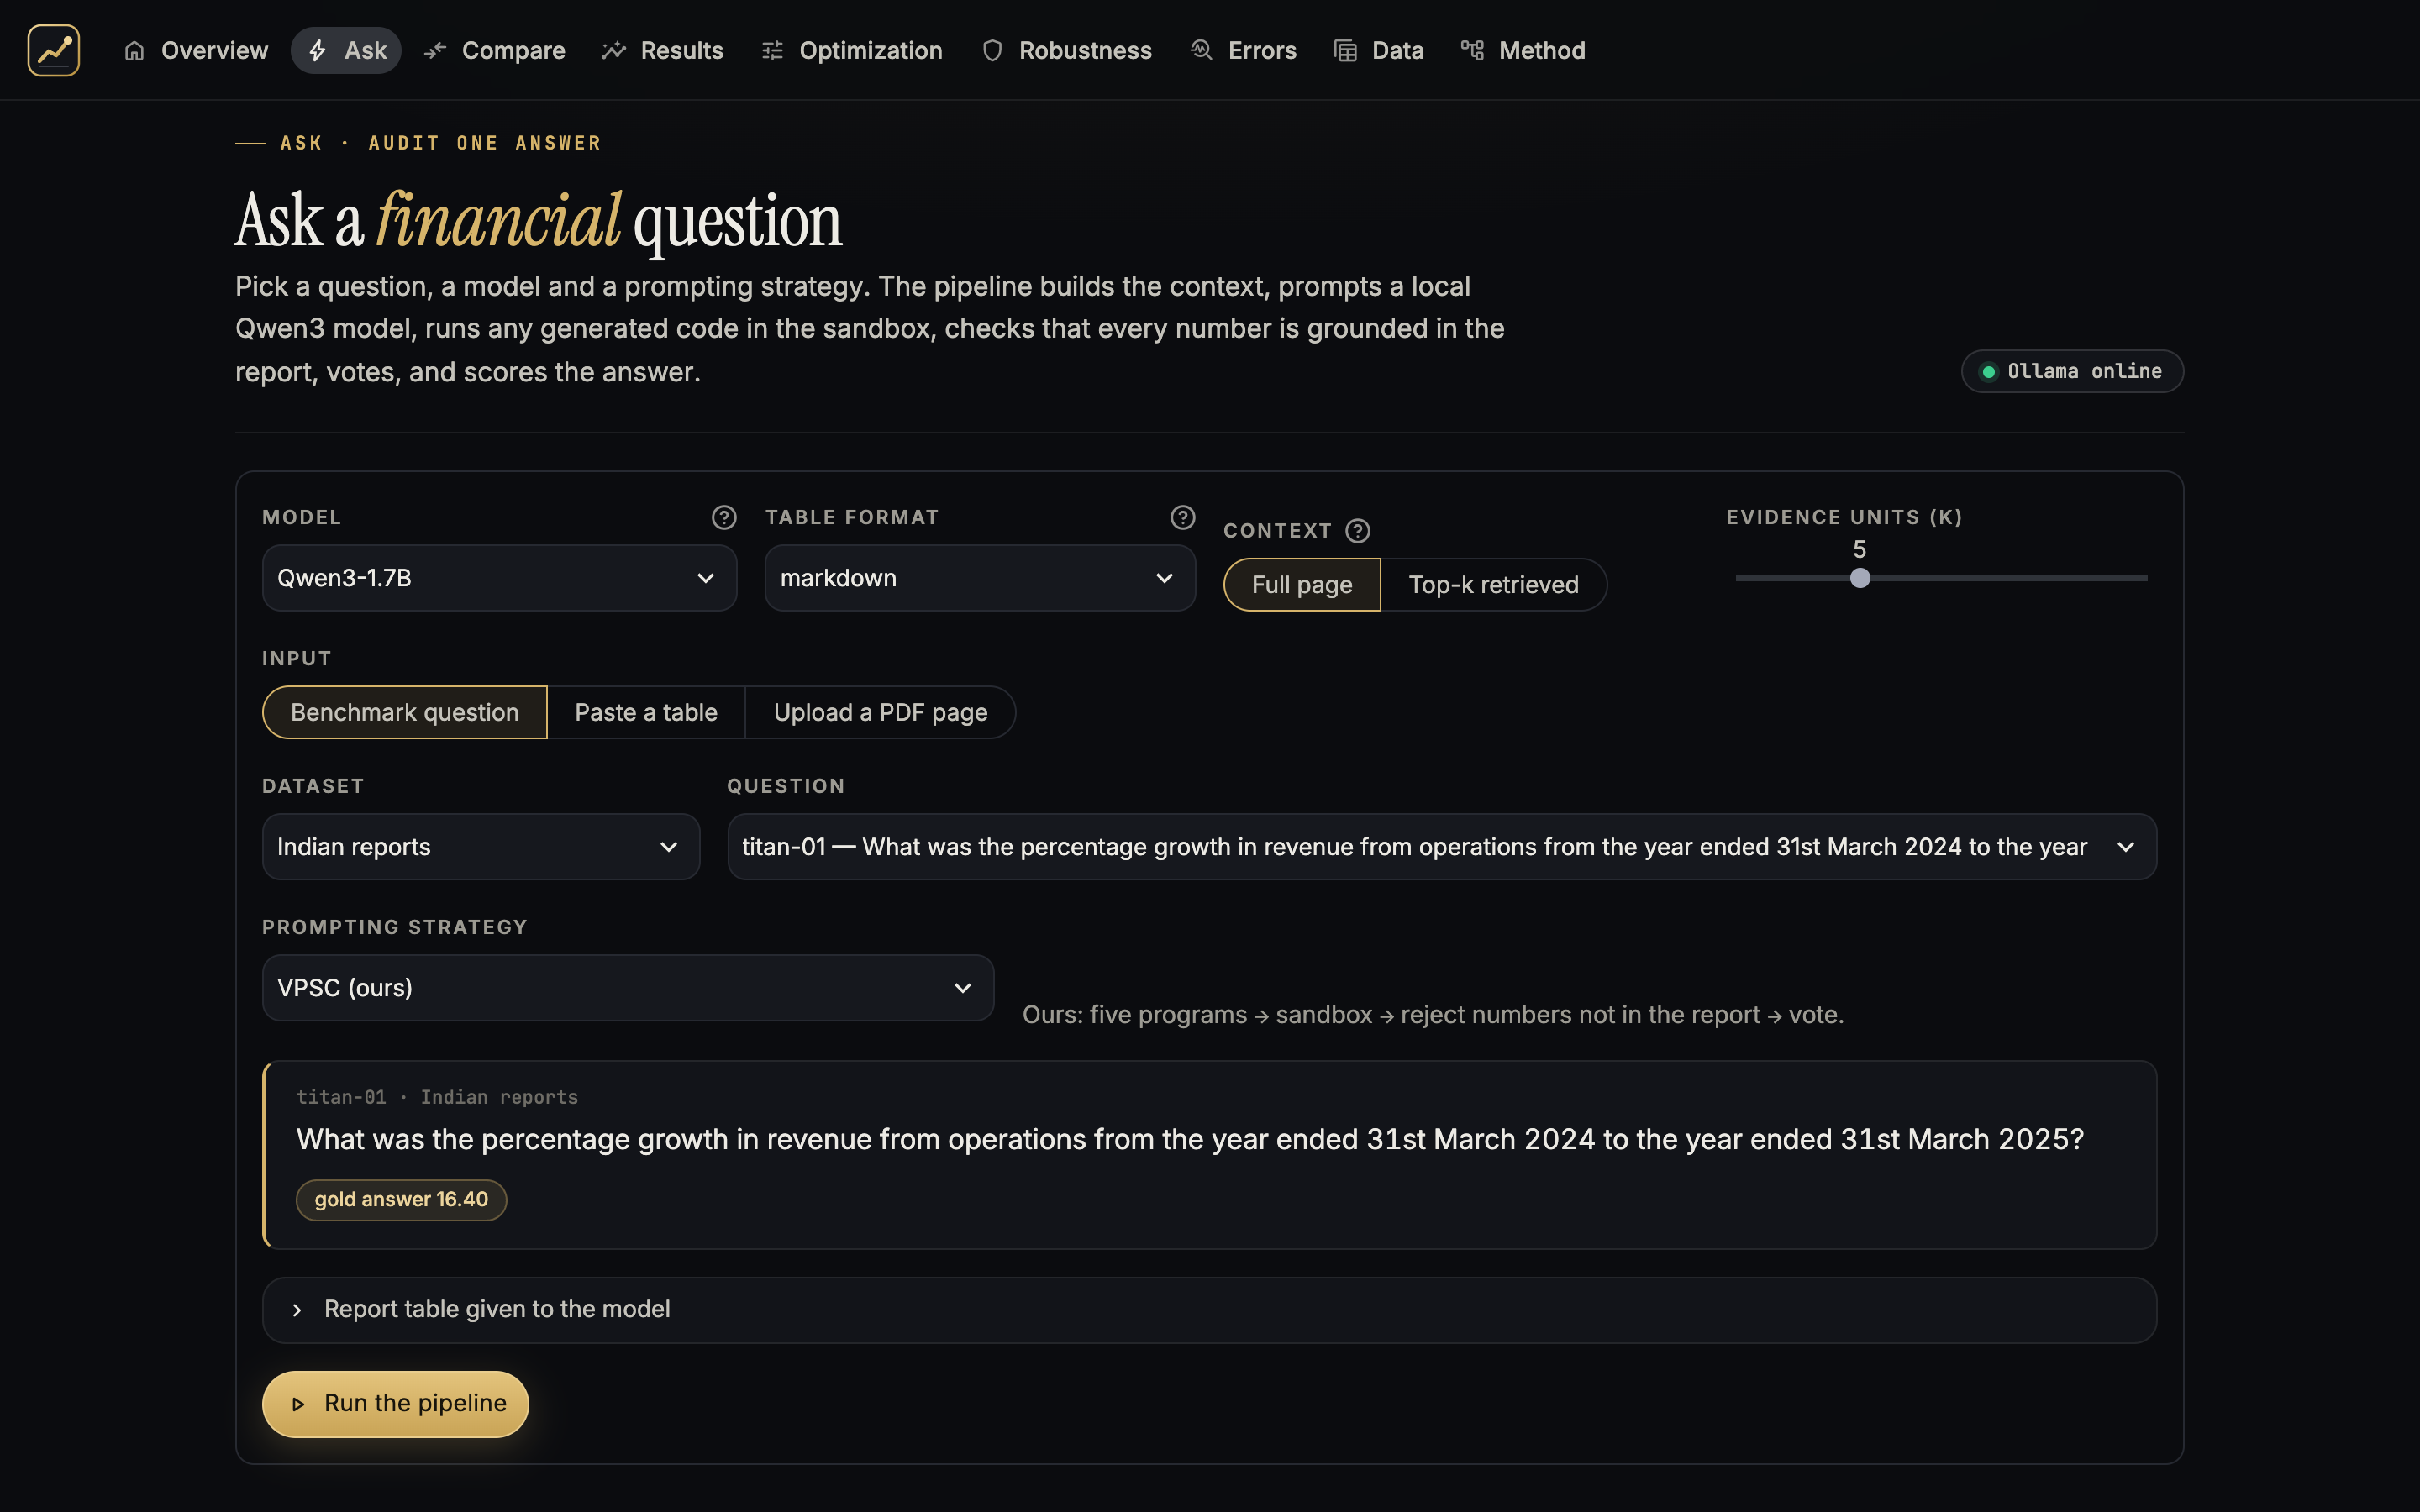 Overview Ask Compare Results Optimization Robustness Errors Data Method
ASK · AUDIT ONE ANSWER
Ask a financial question
Pick a question, a model and a prompting strategy. The pipeline builds the context, prompts a local
Qwen3 model, runs any generated code in the sandbox, checks that every number is grounded in the
report, votes, and scores the answer.
Ollama online
MODEL
Qwen3-1.7B
TABLE FORMAT
markdown
CONTEXT
Full page Top-k retrieved
EVIDENCE UNITS (K)
5
INPUT
Benchmark question Paste a table Upload a PDF page
DATASET
Indian reports
QUESTION
titan-01 — What was the percentage growth in revenue from operations from the year ended 31st March 2024 to the year
PROMPTING STRATEGY
VPSC (ours)
Ours: five programs → sandbox → reject numbers not in the report → vote.
titan-01 · Indian reports
What was the percentage growth in revenue from operations from the year ended 31st March 2024 to the year ended 31st March 2025?
gold answer 16.40
Report table given to the model
Run the pipeline